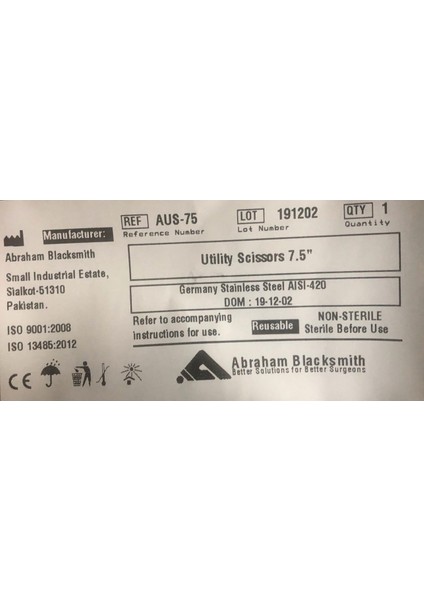 REF AUS-75
Reference Number
LOT 191202
Lot Number
QTY 1
Quantity
Manufacturer:
Abraham Blacksmith
Small Industrial Estate,
Sialkot-51310
Pakistan.
ISO 9001:2008
ISO 13485:2012
CE
Utility Scissors 7.5"
Germany Stainless Steel AISI-420
DOM : 19-12-02
Refer to accompanying
instructions for use.
Reusable
NON-STERILE
Sterile Before Use
Abraham Blacksmith
Better Solutions for Better Surgeons